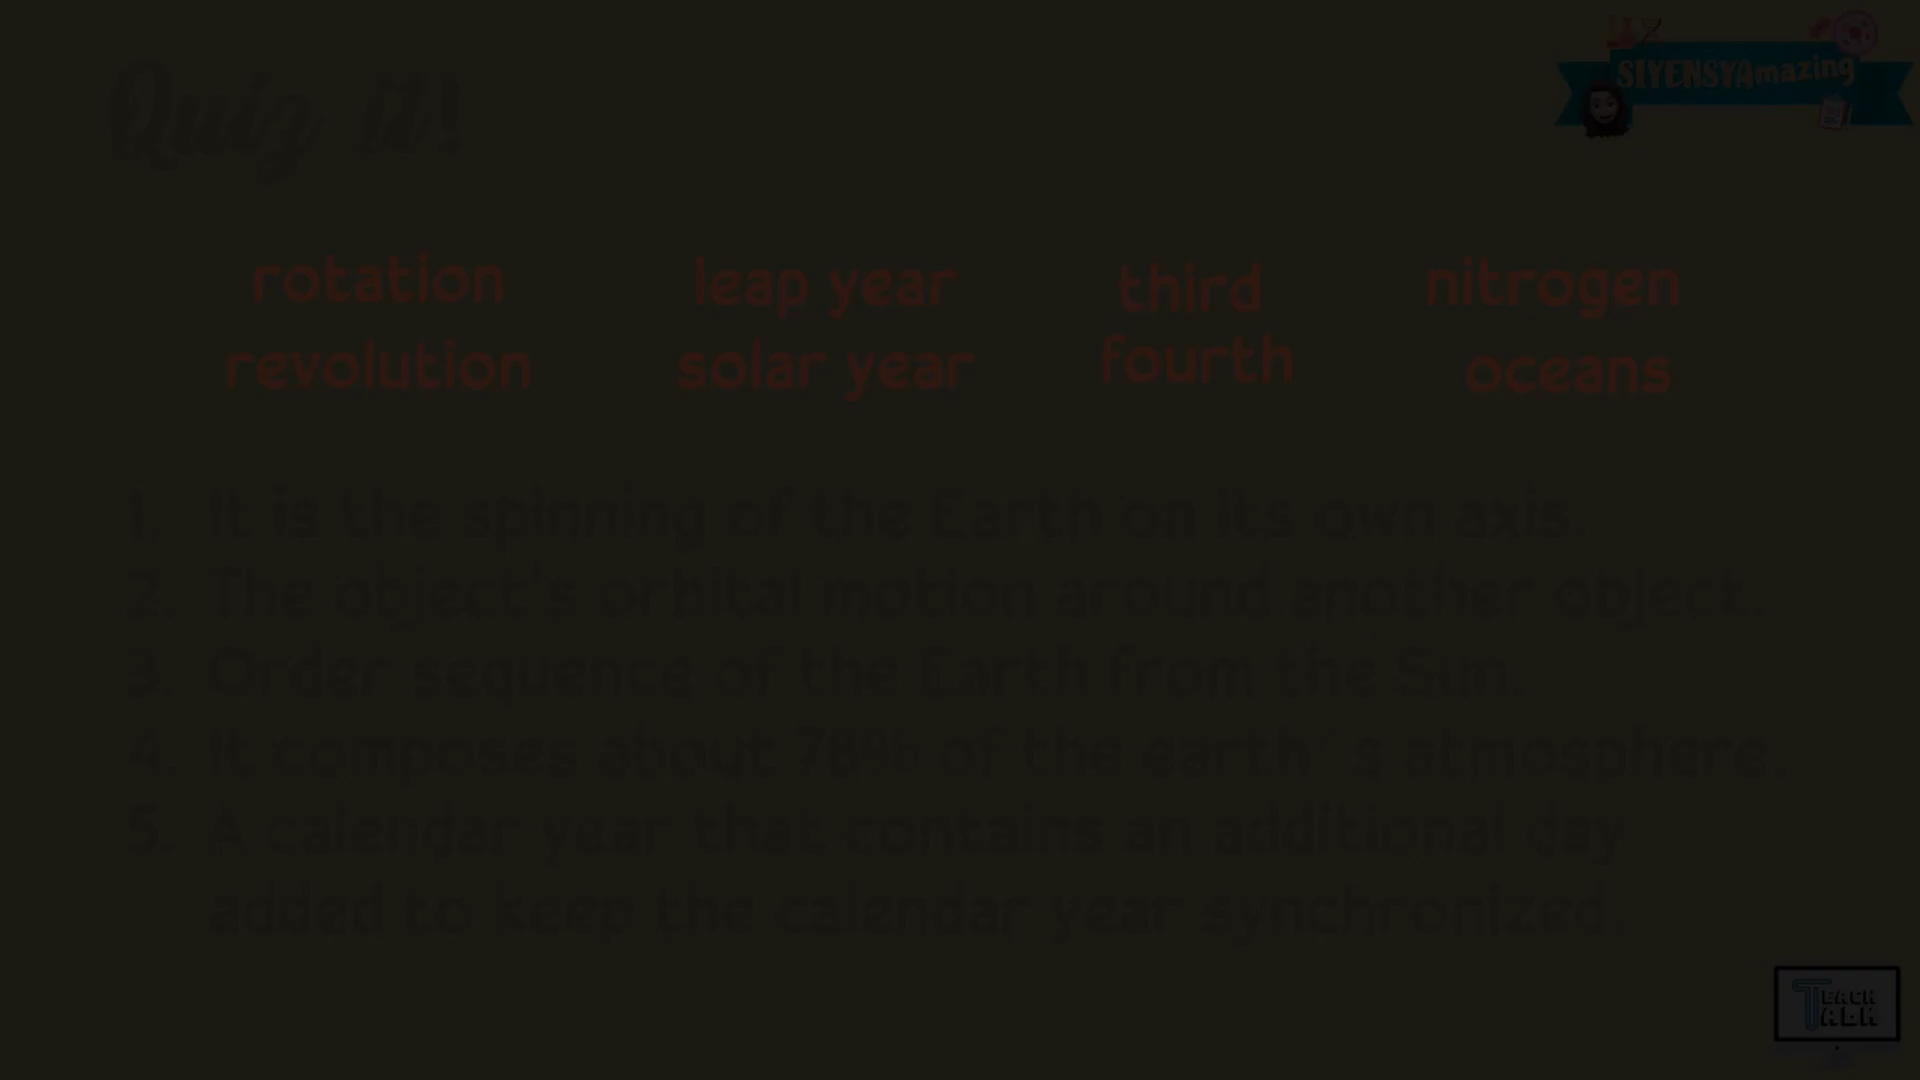 Quiz it!
SIYENSYAmazing
rotation leap year third nitrogen
revolution solar year fourth oceans
1. It is the spinning of the Earth on its own axis.
2. The object's orbital motion around another object.
3. Order sequence of the Earth from the Sun.
4. It composes about 78% of the earth's atmosphere.
5. A calendar year that contains an additional day
added to keep the calendar year synchronized.
TEACH
TALK